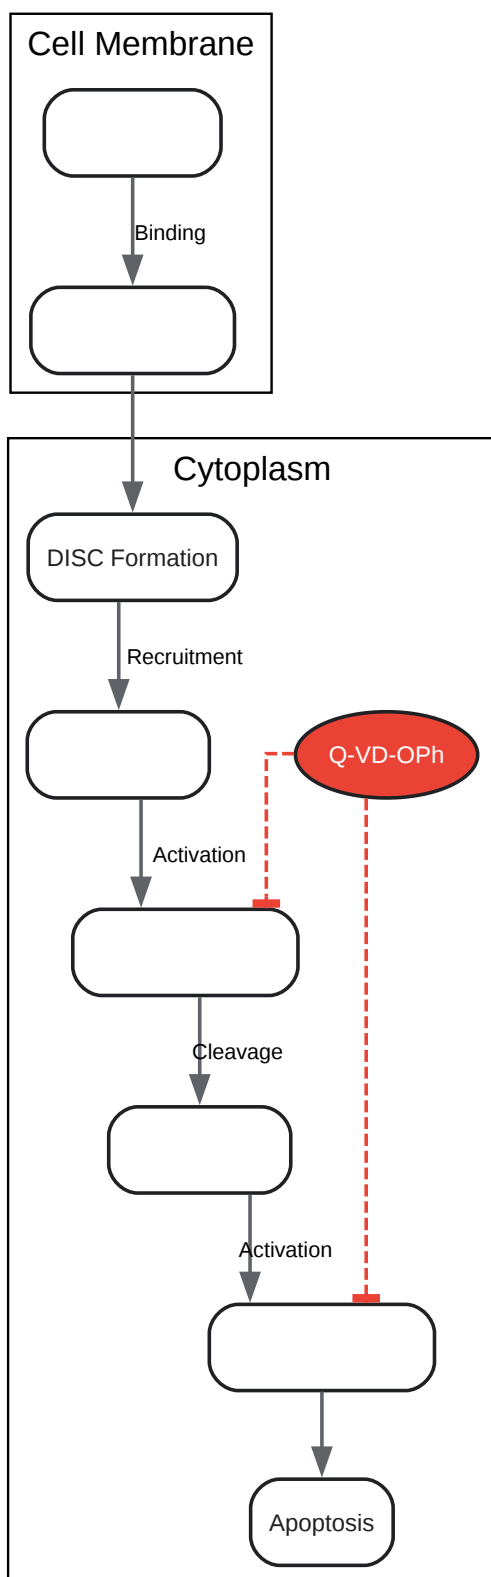 Cell Membrane
Binding
Cytoplasm
DISC Formation
Recruitment
Q-VD-OPh
Activation
Cleavage
Activation
Apoptosis